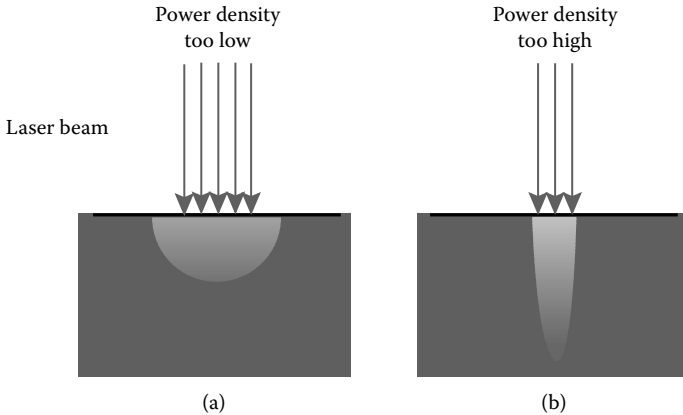 Power density
too low
Power density
too high
Laser beam
(a)
(b)